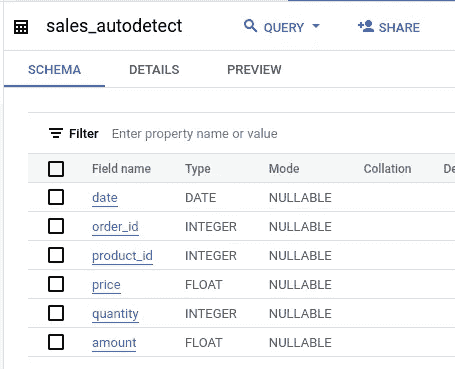 sales_autodetect QUERY SHARE
SCHEMA DETAILS PREVIEW
Filter Enter property name or value
Field name Type Mode Collation De
date DATE NULLABLE
order_id INTEGER NULLABLE
product_id INTEGER NULLABLE
price FLOAT NULLABLE
quantity INTEGER NULLABLE
amount FLOAT NULLABLE